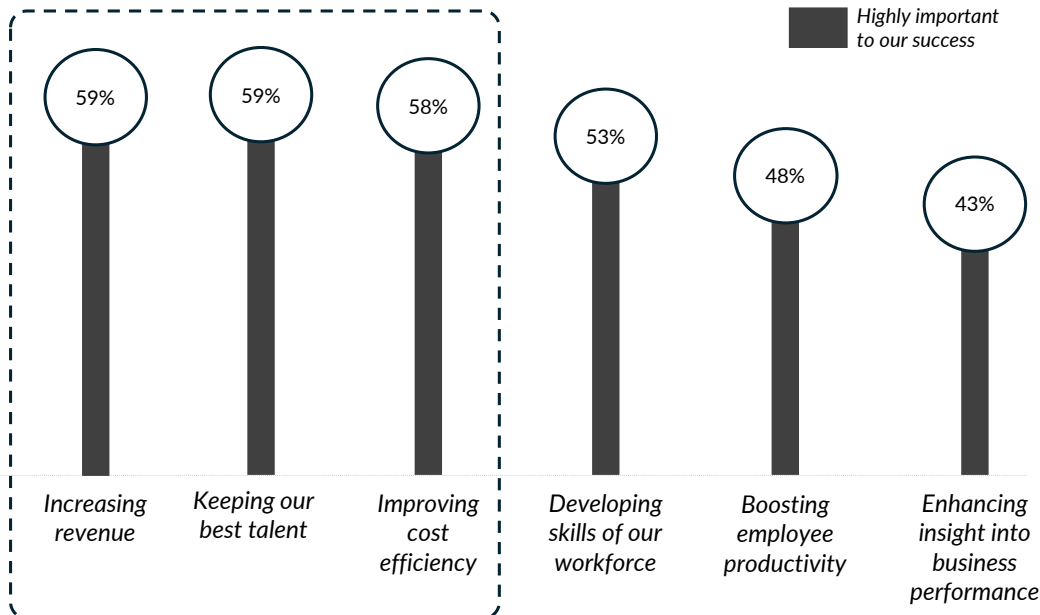 Highly important
to our success
59%
59%
58%
53%
48%
43%
Increasing
revenue
Keeping our
best talent
Improving
cost
efficiency
Developing
skills of our
workforce
Boosting
employee
productivity
Enhancing
insight into
business
performance